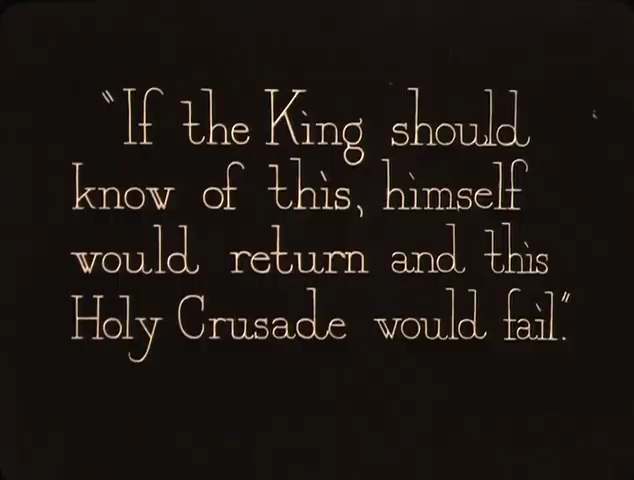 "If the King should
know of this, himself
would return and this
Holy Crusade would fail."